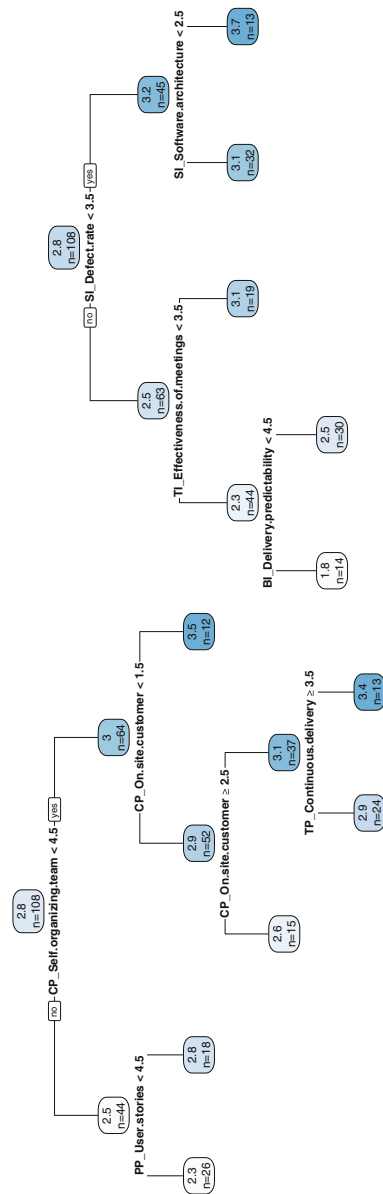 2.8
n=108
CP_Self.organizing.team < 4.5
no
yes
2.5
n=44
3
n=64
PP_User.stories < 4.5
CP_On.site.customer < 1.5
2.3
n=26
2.8
n=18
2.9
n=52
3.5
n=12
CP_On.site.customer ≥ 2.5
2.6
n=15
3.1
n=37
TP_Continuous.delivery ≥ 3.5
2.9
n=24
3.4
n=13
2.8
n=108
SI_Defect.rate < 3.5
no
yes
2.5
n=63
3.2
n=45
TI_Effectiveness.of.meetings < 3.5
SI_Software.architecture < 2.5
2.3
n=44
3.1
n=19
3.1
n=32
3.7
n=13
BI_Delivery.predictability < 4.5
1.8
n=14
2.5
n=30